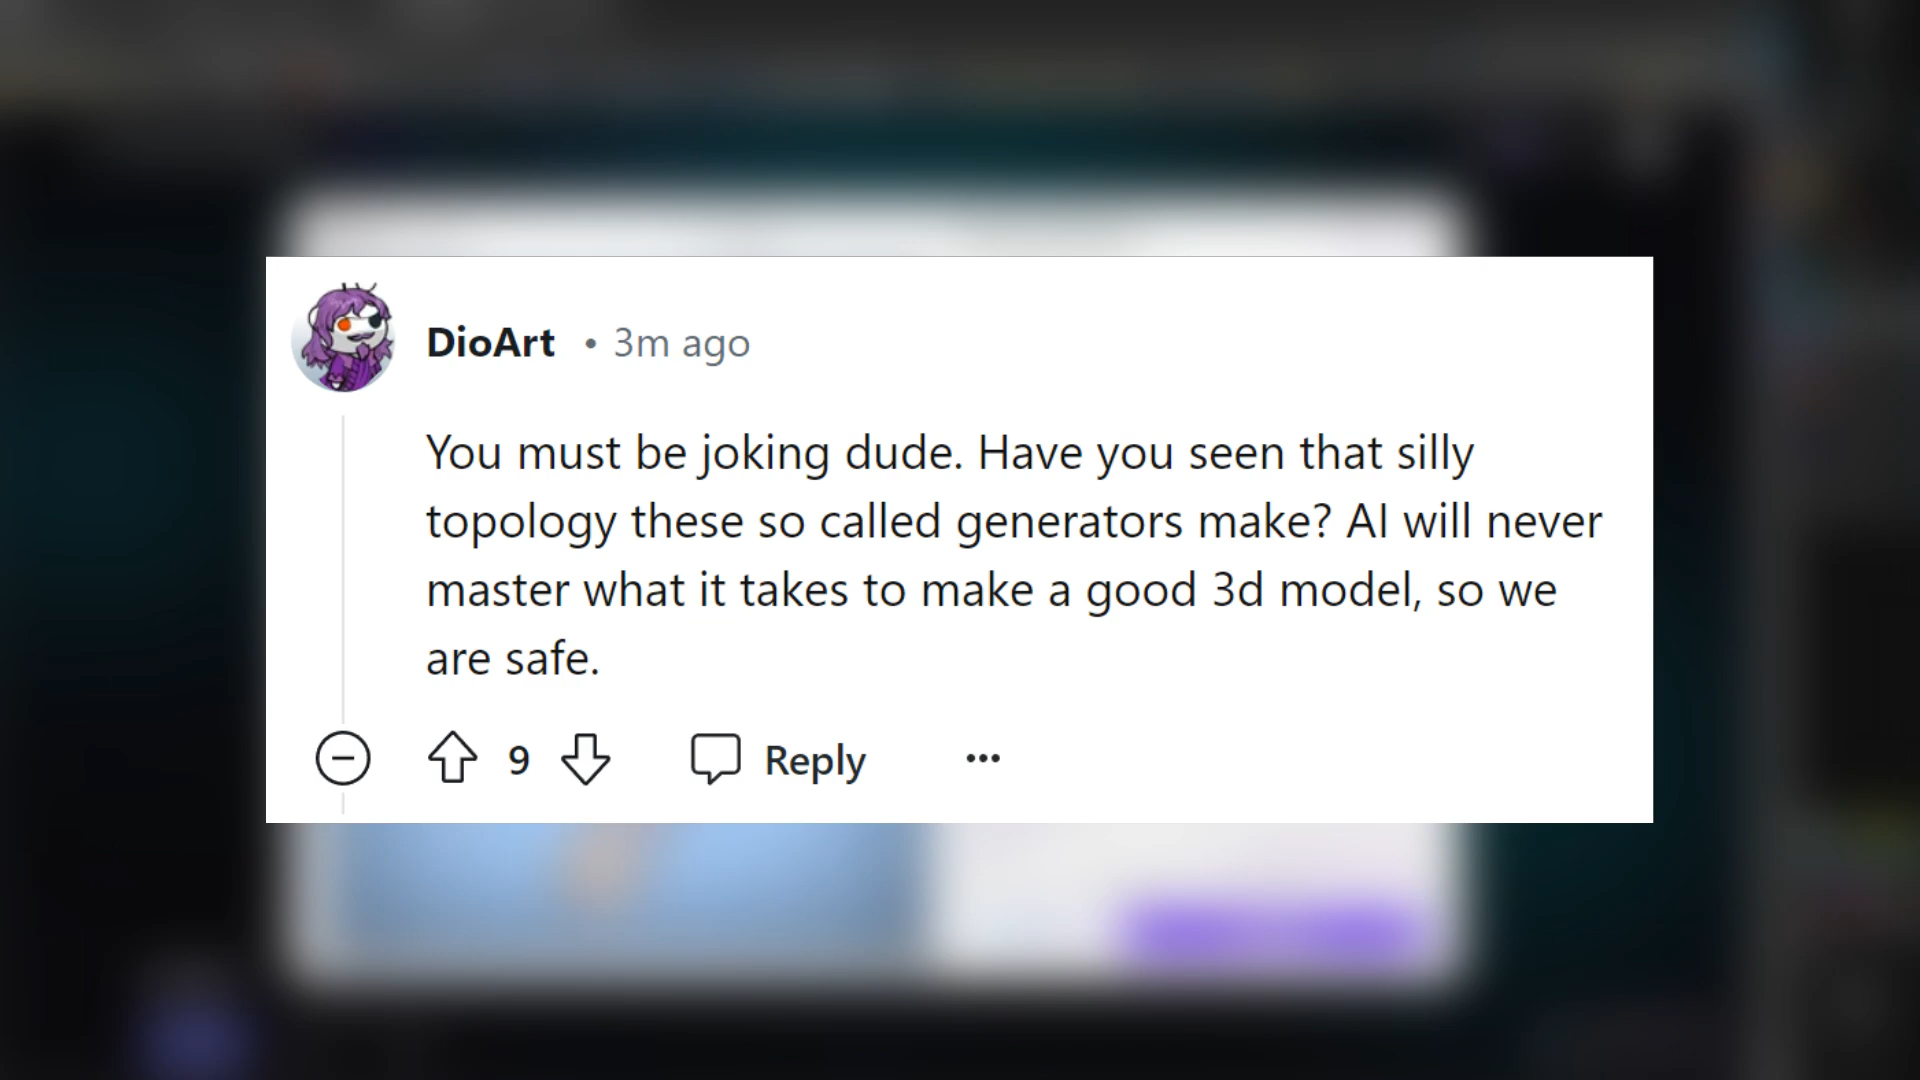 DioArt • 3m ago
You must be joking dude. Have you seen that silly
topology these so called generators make? AI will never
master what it takes to make a good 3d model, so we
are safe.
9 Reply